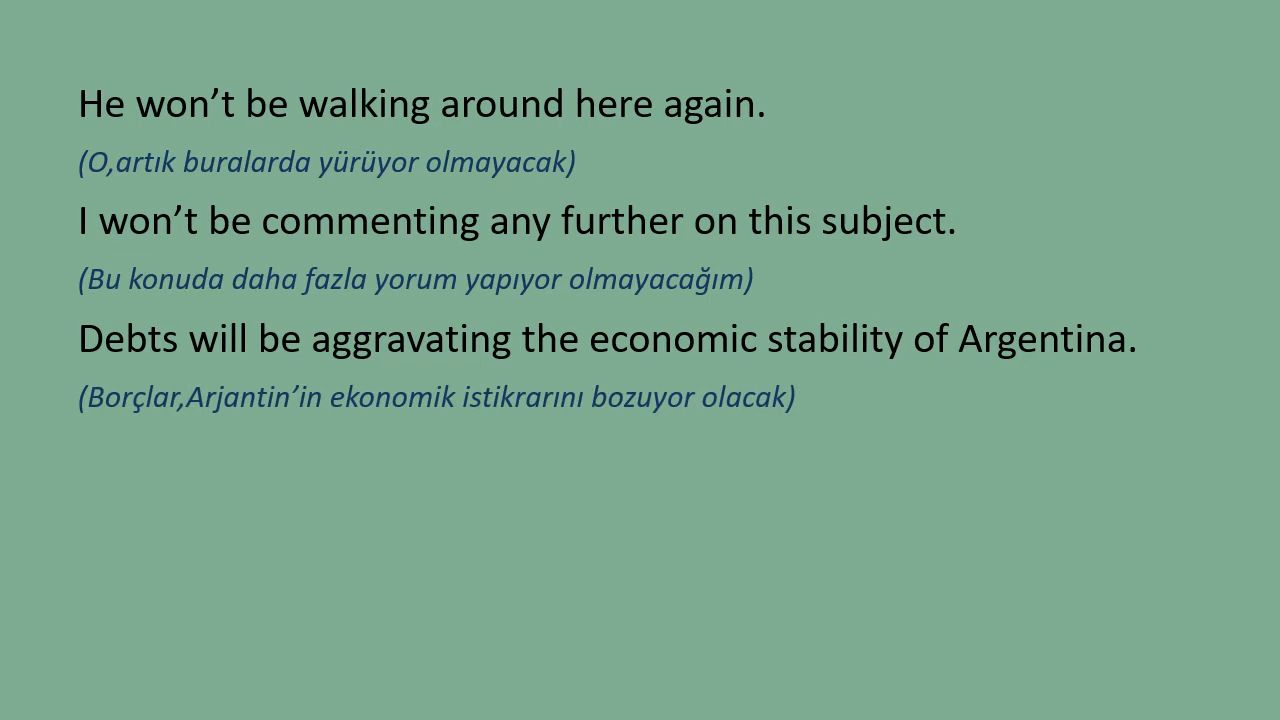 He won’t be walking around here again.
(O,artık buralarda yürüyor olmayacak)
I won’t be commenting any further on this subject.
(Bu konuda daha fazla yorum yapıyor olmayacağım)
Debts will be aggravating the economic stability of Argentina.
(Borçlar,Arjantin’in ekonomik istikrarını bozuyor olacak)